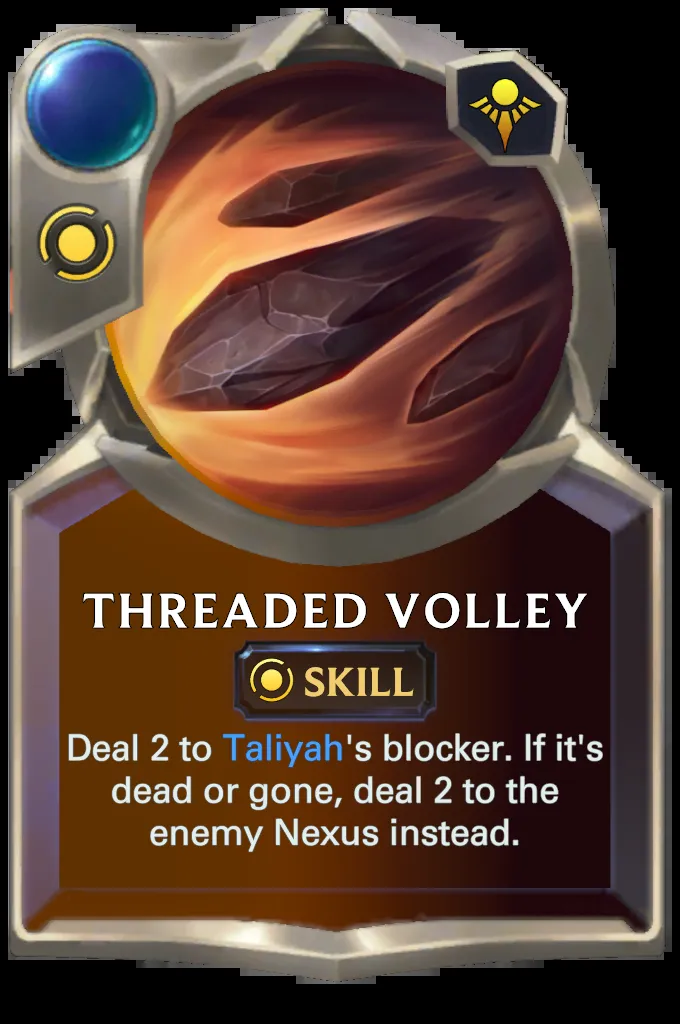 THREADED VOLLEY
SKILL
Deal 2 to Taliyah's blocker. If it's
dead or gone, deal 2 to the
enemy Nexus instead.